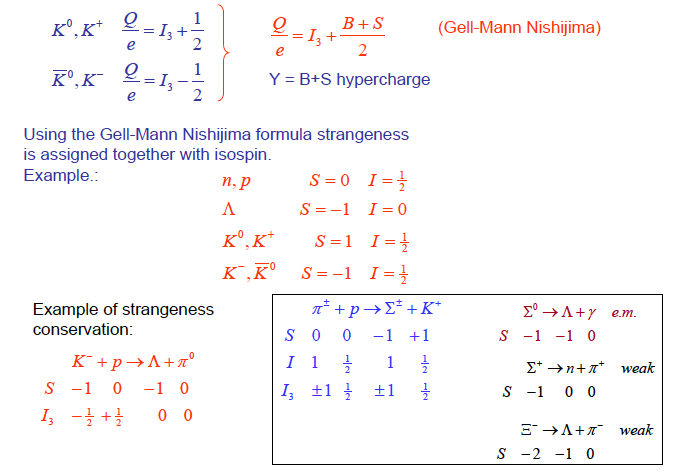 K⁰, K⁺ Q/e = I₃ + 1/2
K̅⁰, K⁻ Q/e = I₃ − 1/2
Q/e = I₃ + (B + S)/2 (Gell-Mann Nishijima)
Y = B+S hypercharge
Using the Gell-Mann Nishijima formula strangeness
is assigned together with isospin.
Example.:
n, p S = 0 I = ½
Λ S = −1 I = 0
K⁰, K⁺ S = 1 I = ½
K⁻, K̅⁰ S = −1 I = ½
Example of strangeness
conservation:
K⁻ + p → Λ + π⁰
S −1 0 −1 0
I₃ −½ +½ 0 0
π± + p → Σ± + K⁺
S 0 0 −1 +1
I 1 ½ 1 ½
I₃ ±1 ½ ±1 ½
Σ⁰ → Λ + γ e.m.
S −1 −1 0
Σ⁺ → n + π⁺ weak
S −1 0 0
Ξ⁻ → Λ + π⁻ weak
S −2 −1 0